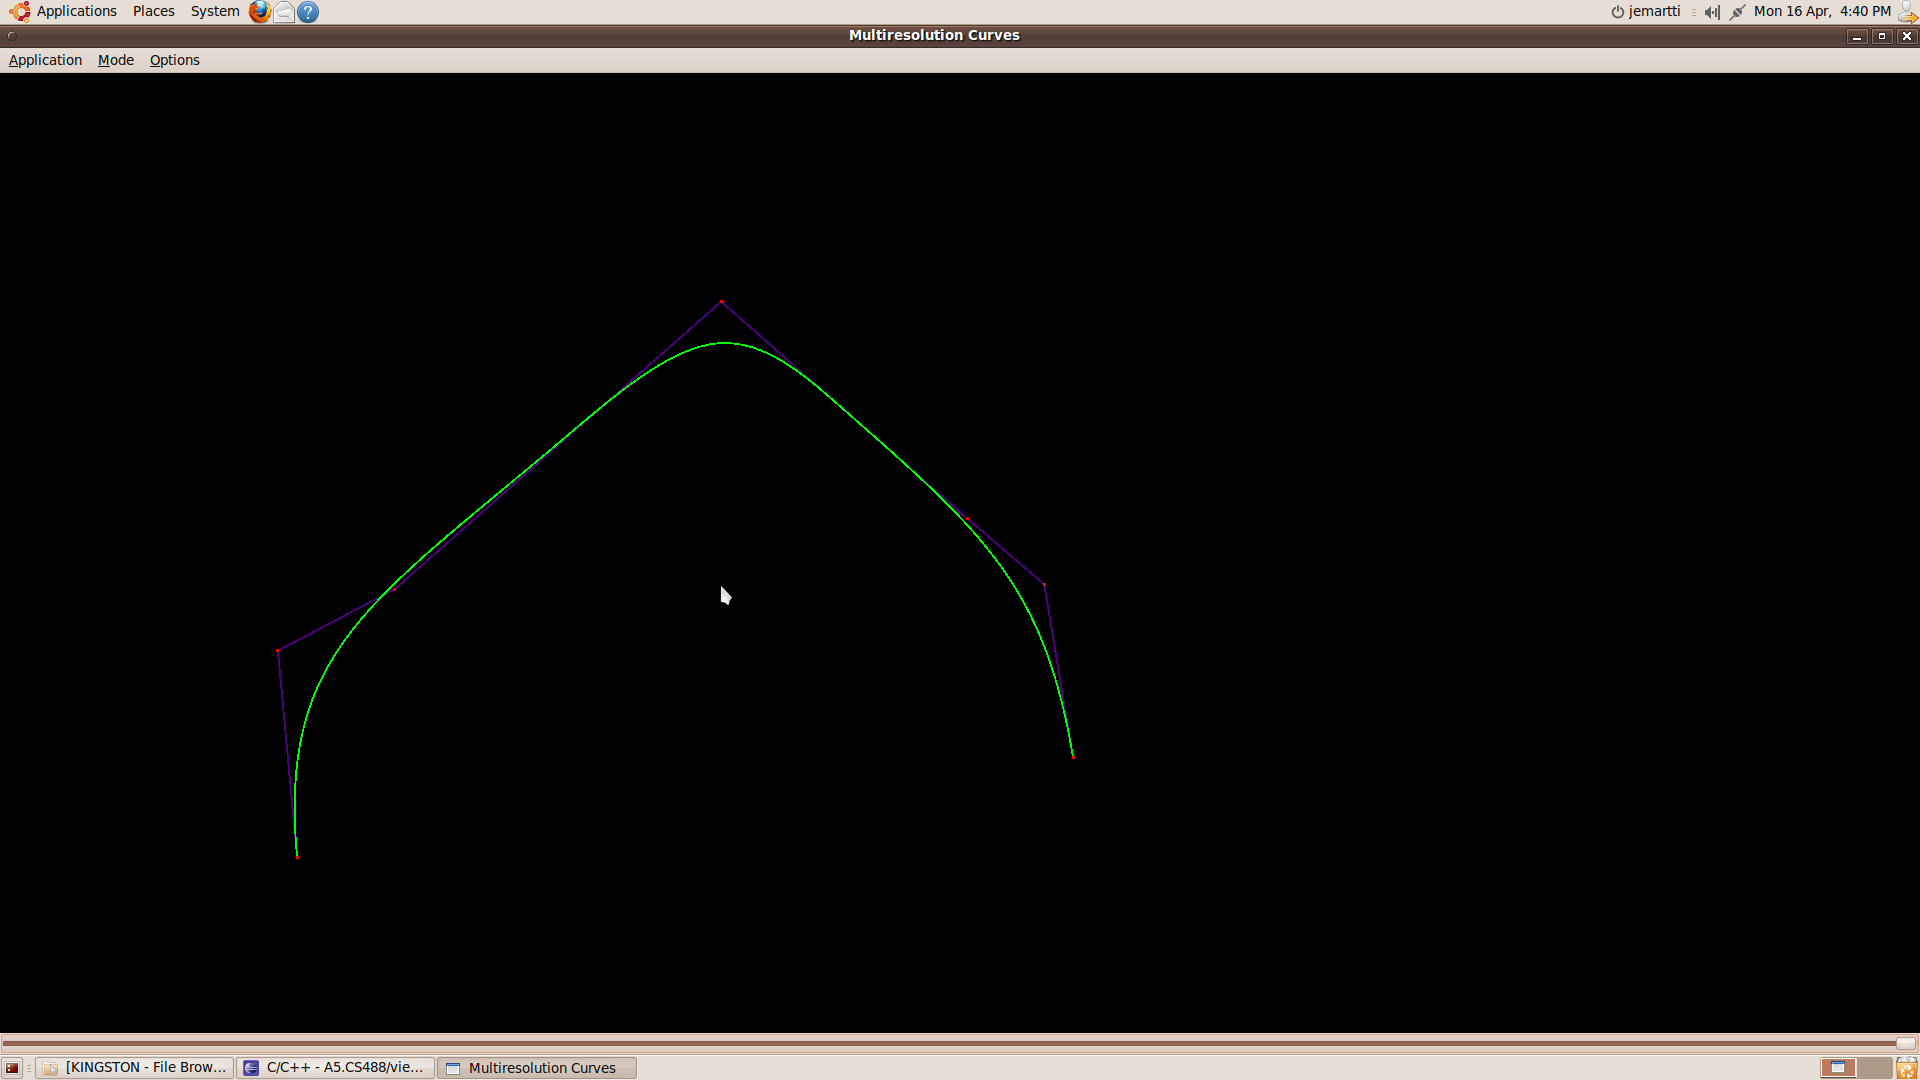 Applications Places System ? jemartti Mon 16 Apr, 4:40 PM
Multiresolution Curves
Application Mode Options
[KINGSTON - File Brow... C/C++ - A5.CS488/vie... Multiresolution Curves